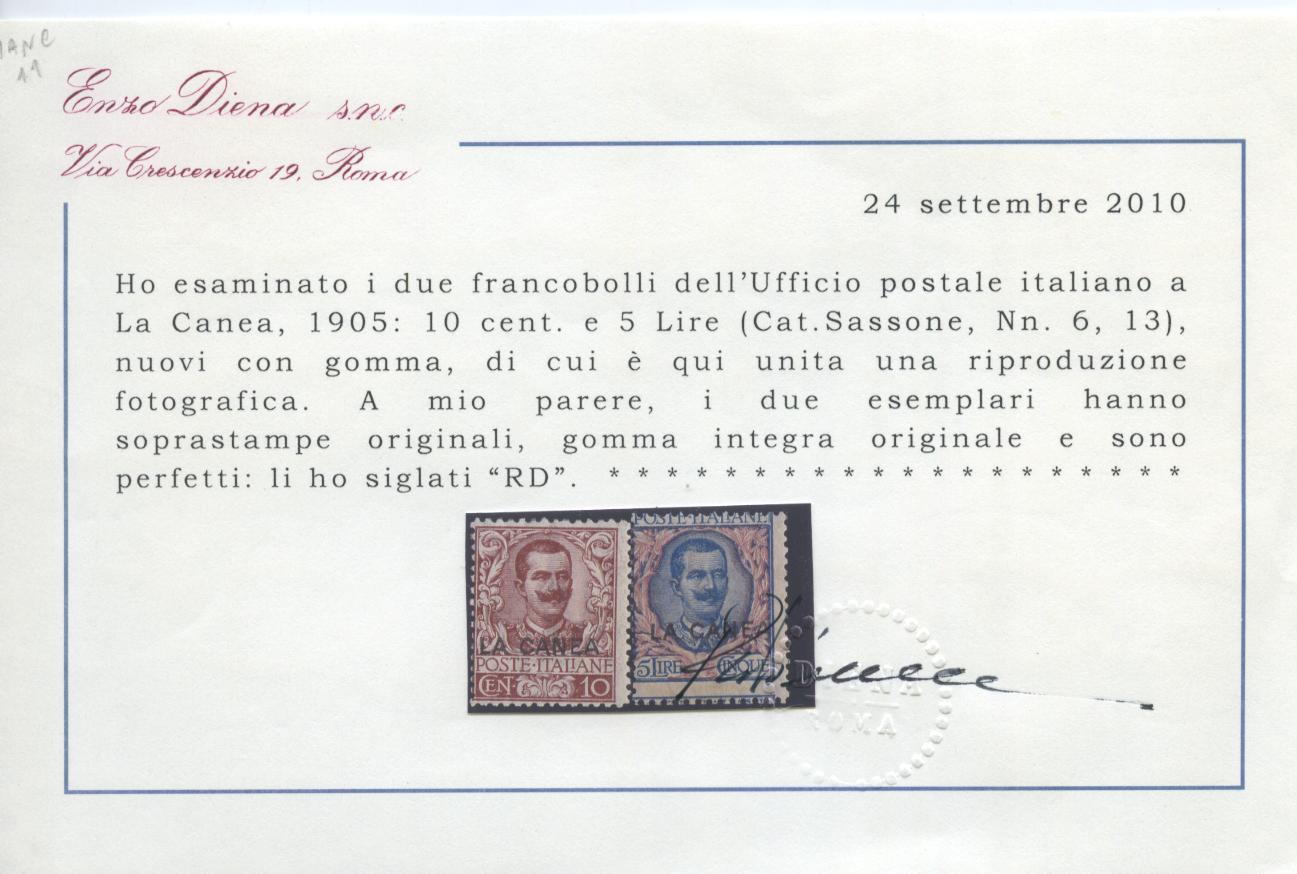 Enzo Diena s.n.c.
Via Crescenzio 19, Roma
24 settembre 2010
Ho esaminato i due francobolli dell'Ufficio postale italiano a
La Canea, 1905: 10 cent. e 5 Lire (Cat.Sassone, Nn. 6, 13),
nuovi con gomma, di cui è qui unita una riproduzione
fotografica. A mio parere, i due esemplari hanno
soprastampe originali, gomma integra originale e sono
perfetti: li ho siglati “RD”. * * * * * * * * * * * * * * * * * * * *
POSTE·ITALIANE
LA CANEA
POSTE·ITALIANE
CEN· 10
LA CANEA
5 LIRE CINQUE